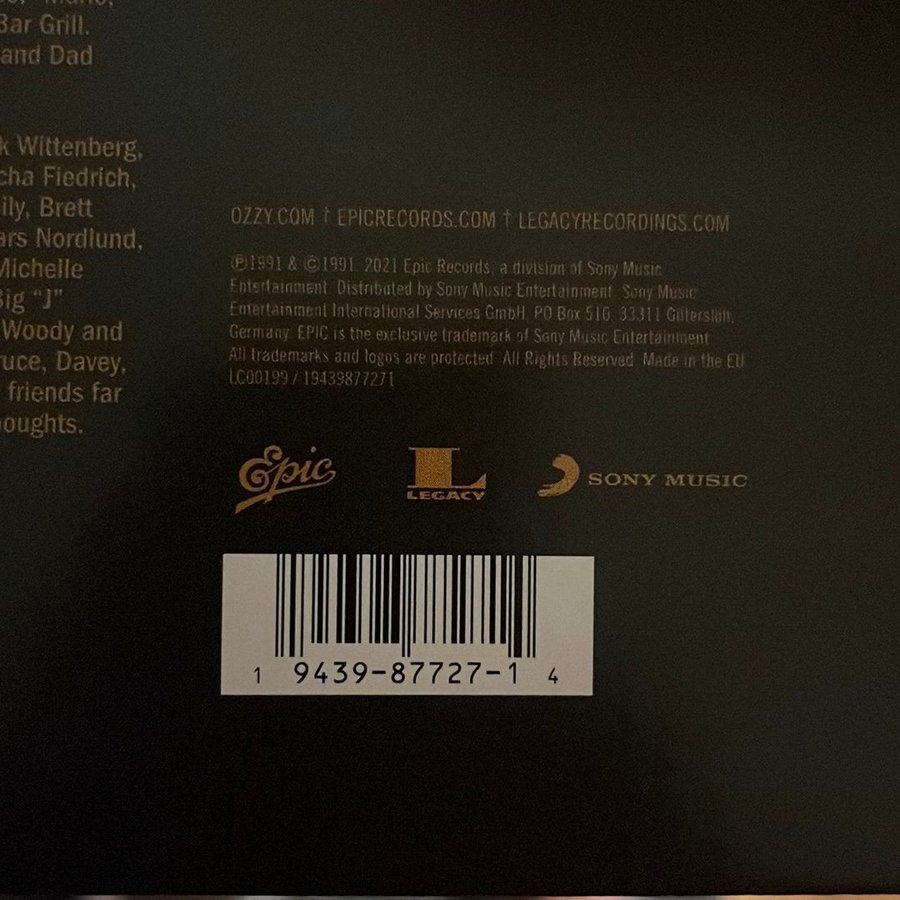 Bar Grill.
and Dad
k Wittenberg,
cha Fiedrich,
ily, Brett
ars Nordlund,
Michelle
Big “J”
Woody and
ruce, Davey,
friends far
oughts.
OZZY.COM † EPICRECORDS.COM † LEGACYRECORDINGS.COM
℗1991 & ©1991, 2021 Epic Records, a division of Sony Music
Entertainment. Distributed by Sony Music Entertainment. Sony Music
Entertainment International Services GmbH, PO Box 510, 33311 Gütersloh,
Germany. EPIC is the exclusive trademark of Sony Music Entertainment.
All trademarks and logos are protected. All Rights Reserved. Made in the EU.
LC00199 / 19439877271
Epic
L
LEGACY
SONY MUSIC
1 9439-87727-1 4